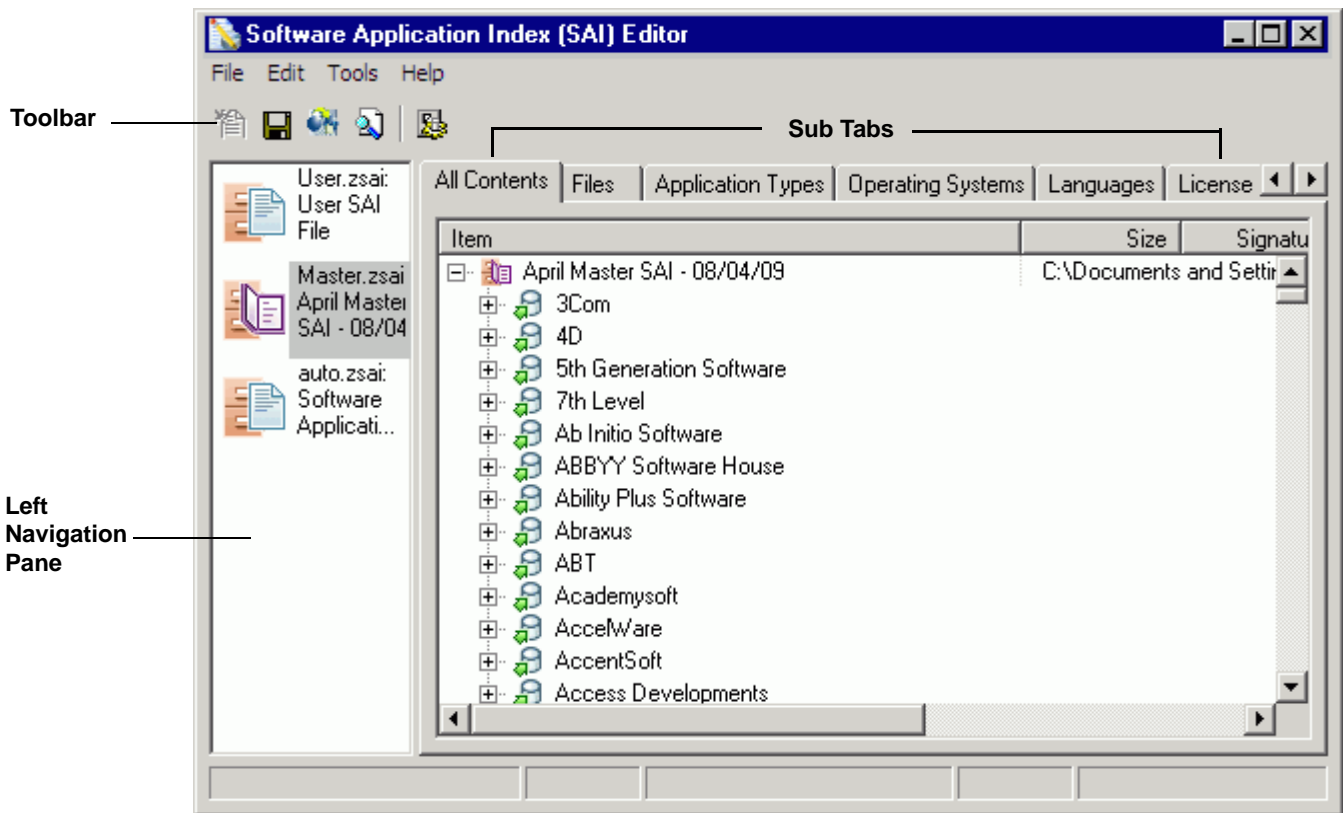 Software Application Index (SAI) Editor
File Edit Tools Help
Toolbar
Sub Tabs
User.zsai:
User SAI
File
Master.zsai
April Master
SAI - 08/04
auto.zsai:
Software
Applicati...
Left
Navigation
Pane
All Contents Files Application Types Operating Systems Languages License
Item Size Signatu
April Master SAI - 08/04/09 C:\Documents and Settin
3Com
4D
5th Generation Software
7th Level
Ab Initio Software
ABBYY Software House
Ability Plus Software
Abraxus
ABT
Academysoft
AccelWare
AccentSoft
Access Developments